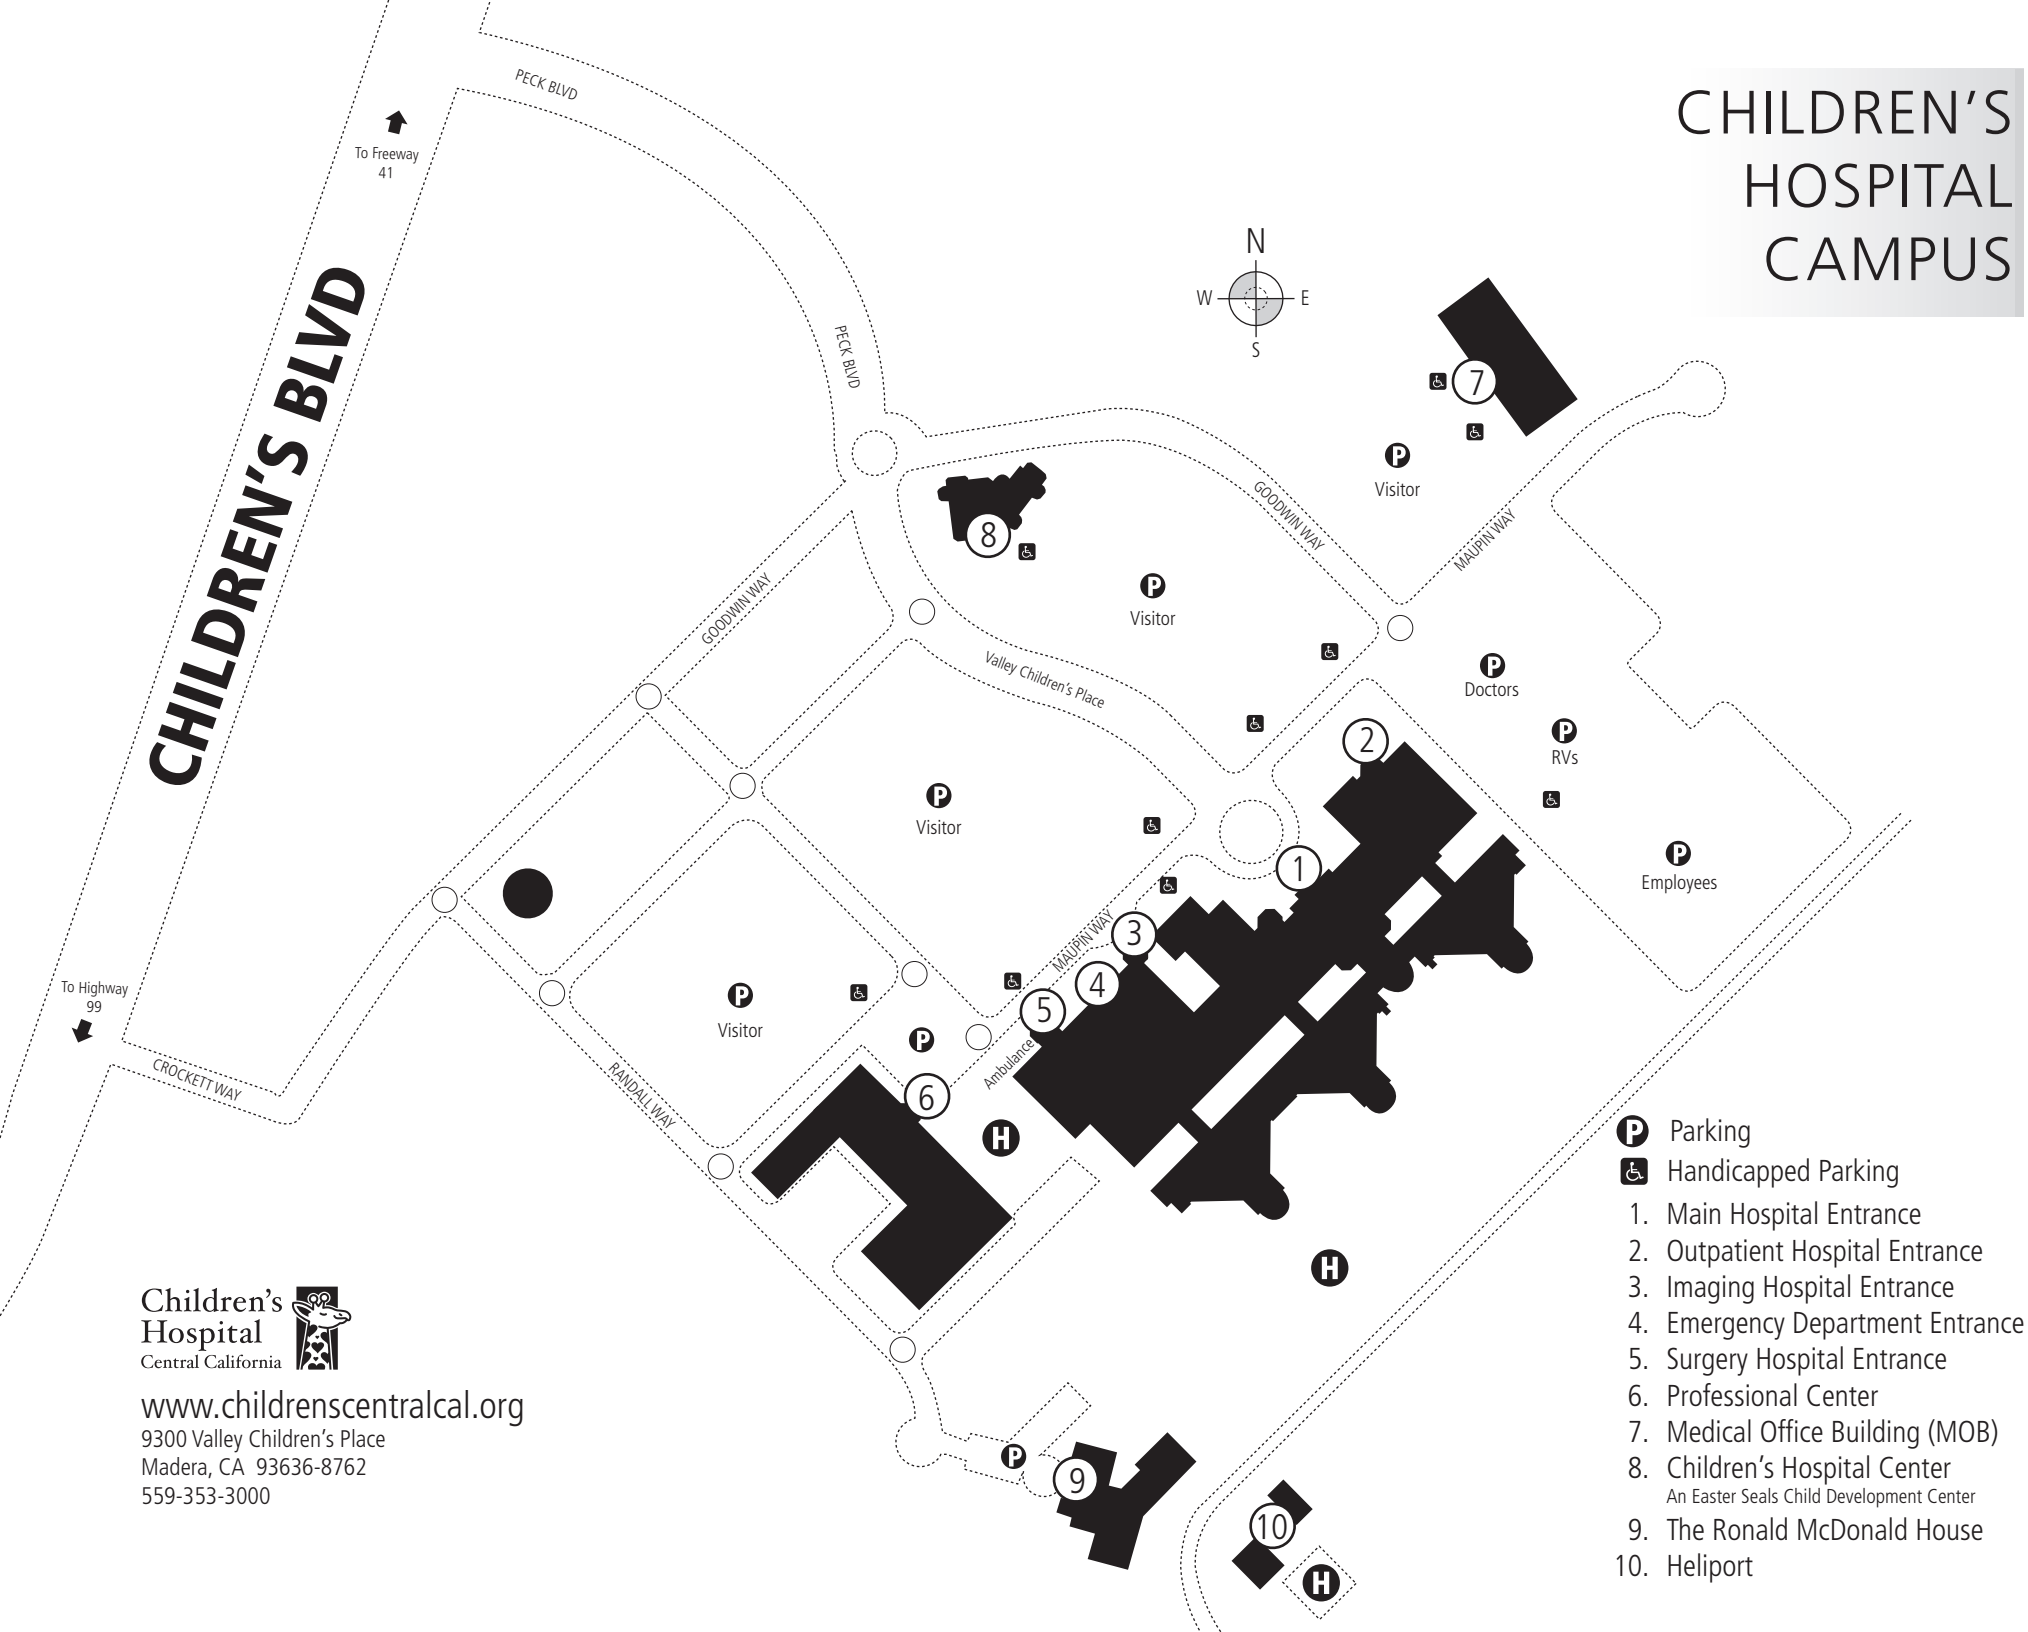 CHILDREN'S
HOSPITAL
CAMPUS
PECK BLVD
To Freeway
41
CHILDREN'S BLVD
N
W E
S
PECK BLVD
7
P
Visitor
GOODWIN WAY
MAUPIN WAY
8
P
Visitor
GOODWIN WAY
Valley Children's Place
P
Doctors
P
RVs
2
P
Visitor
1
P
Employees
3
MAUPIN WAY
4
5
Ambulance
To Highway
99
P
Visitor
P
CROCKETT WAY
RANDALL WAY
6
H
H
P
9
10
H
P Parking
Handicapped Parking
1. Main Hospital Entrance
2. Outpatient Hospital Entrance
3. Imaging Hospital Entrance
4. Emergency Department Entrance
5. Surgery Hospital Entrance
6. Professional Center
7. Medical Office Building (MOB)
8. Children's Hospital Center
An Easter Seals Child Development Center
9. The Ronald McDonald House
10. Heliport
Children's
Hospital
Central California
www.childrenscentralcal.org
9300 Valley Children's Place
Madera, CA 93636-8762
559-353-3000